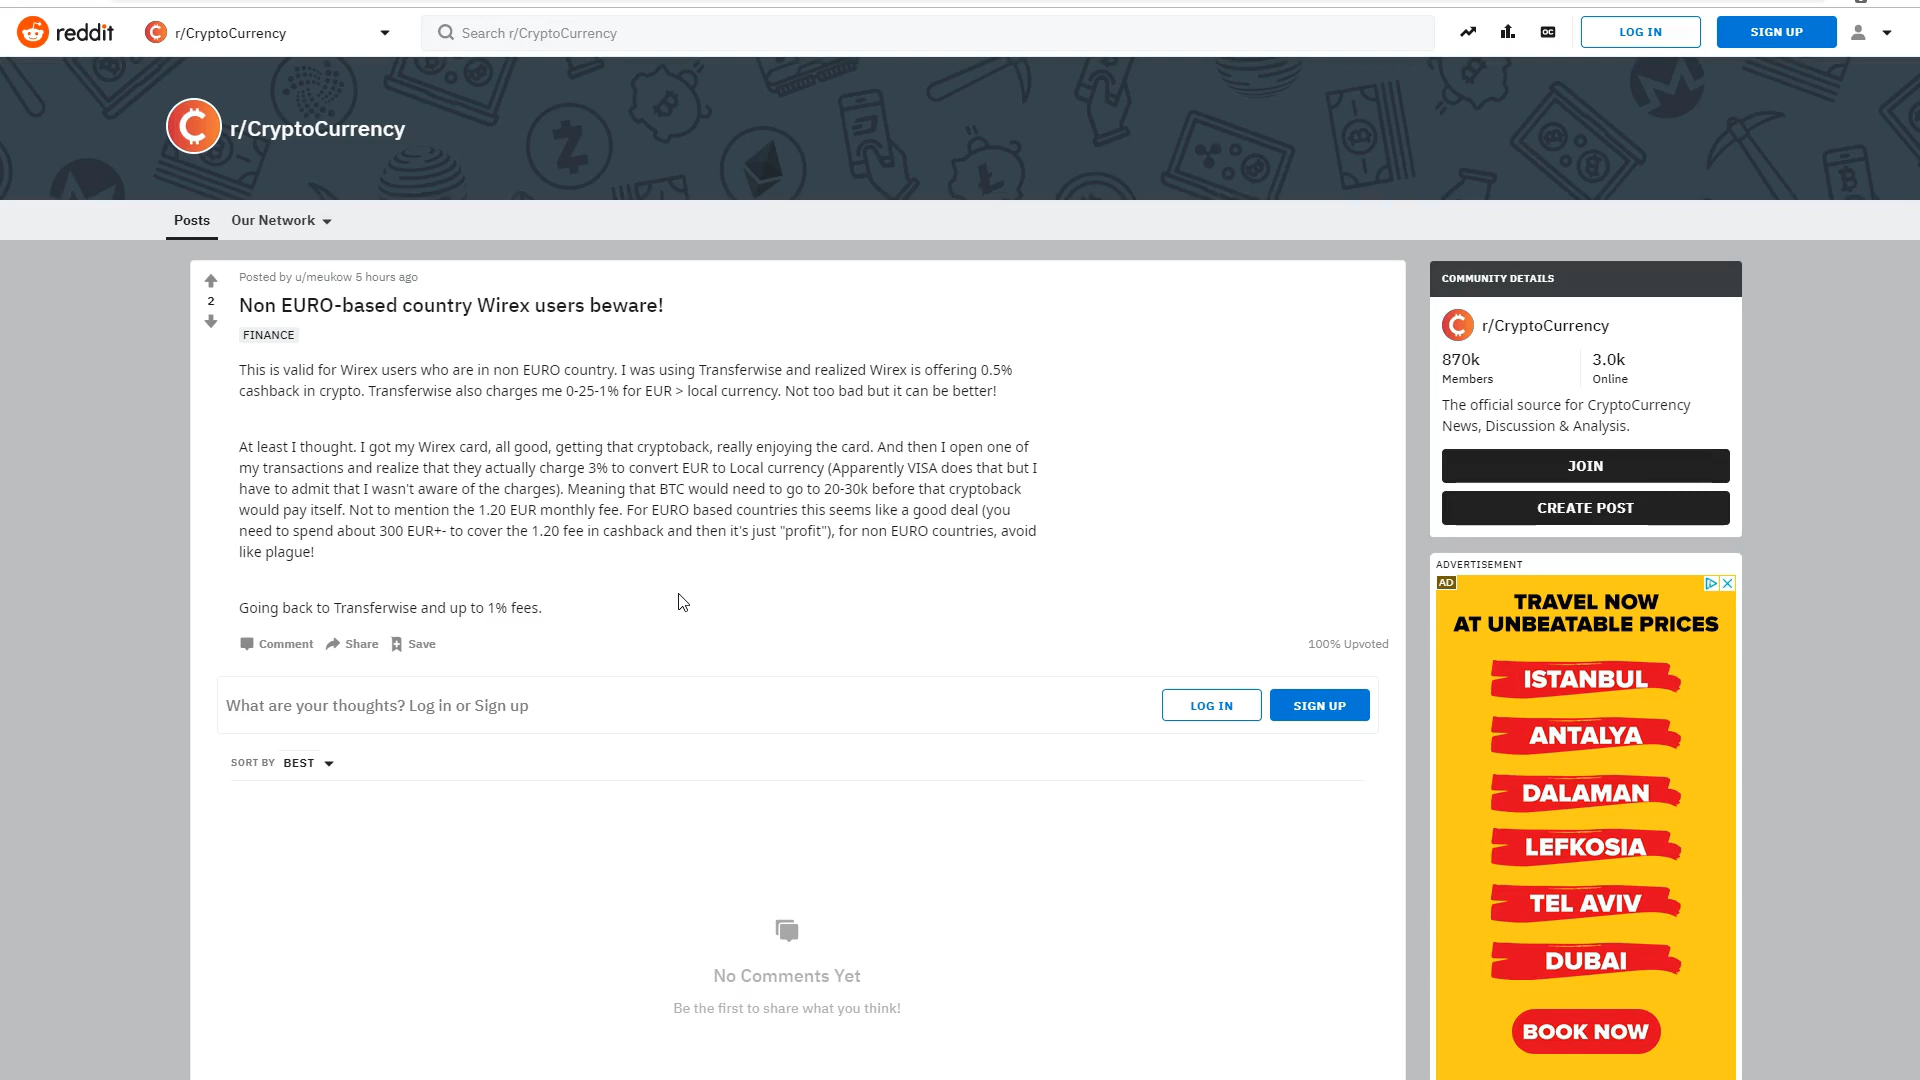 reddit
r/CryptoCurrency
Search r/CryptoCurrency
OC
LOG IN
SIGN UP
r/CryptoCurrency
Posts
Our Network
Posted by u/meukow 5 hours ago
2
Non EURO-based country Wirex users beware!
FINANCE
This is valid for Wirex users who are in non EURO country. I was using Transferwise and realized Wirex is offering 0.5%
cashback in crypto. Transferwise also charges me 0-25-1% for EUR > local currency. Not too bad but it can be better!
At least I thought. I got my Wirex card, all good, getting that cryptoback, really enjoying the card. And then I open one of
my transactions and realize that they actually charge 3% to convert EUR to Local currency (Apparently VISA does that but I
have to admit that I wasn't aware of the charges). Meaning that BTC would need to go to 20-30k before that cryptoback
would pay itself. Not to mention the 1.20 EUR monthly fee. For EURO based countries this seems like a good deal (you
need to spend about 300 EUR+- to cover the 1.20 fee in cashback and then it's just "profit"), for non EURO countries, avoid
like plague!
Going back to Transferwise and up to 1% fees.
Comment
Share
Save
100% Upvoted
What are your thoughts? Log in or Sign up
LOG IN
SIGN UP
SORT BY BEST
No Comments Yet
Be the first to share what you think!
COMMUNITY DETAILS
r/CryptoCurrency
870k
Members
3.0k
Online
The official source for CryptoCurrency
News, Discussion & Analysis.
JOIN
CREATE POST
ADVERTISEMENT
AD
TRAVEL NOW
AT UNBEATABLE PRICES
ISTANBUL
ANTALYA
DALAMAN
LEFKOSIA
TEL AVIV
DUBAI
BOOK NOW